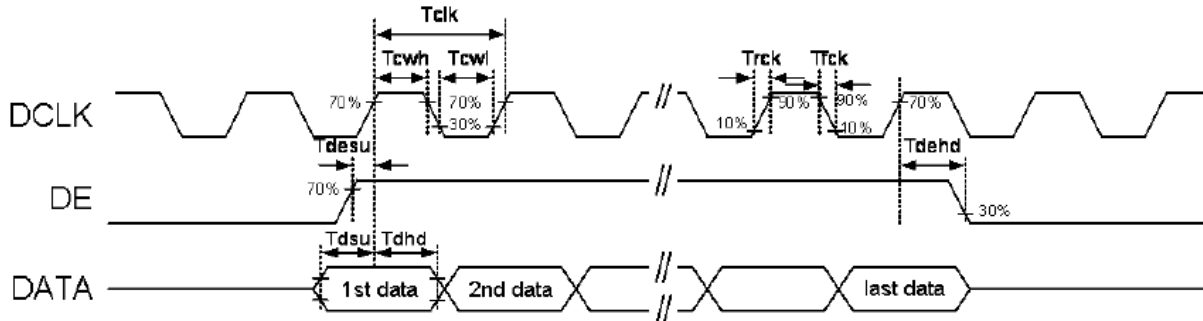 Tclk
Tcwh Tcwl Trck Tfck
DCLK 70% 70% 30% 10% 90% 90% 10% 70%
Tdesu Tdehd
DE 70% 30%
Tdsu Tdhd
DATA 1st data 2nd data last data